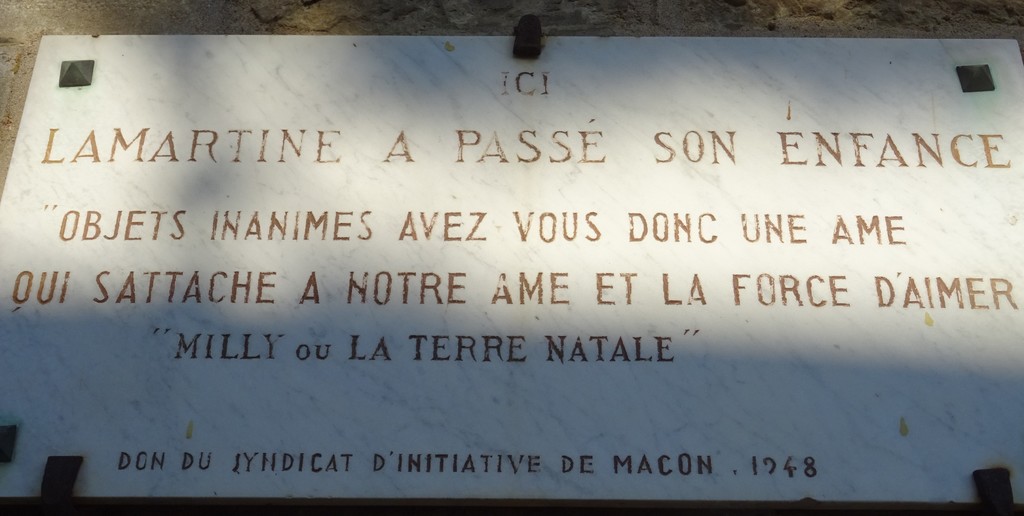 ICI
LAMARTINE A PASSÉ SON ENFANCE
"OBJETS INANIMES AVEZ VOUS DONC UNE AME
QUI SATTACHE A NOTRE AME ET LA FORCE D'AIMER
"MILLY OU LA TERRE NATALE"
DON DU SYNDICAT D'INITIATIVE DE MACON . 1948